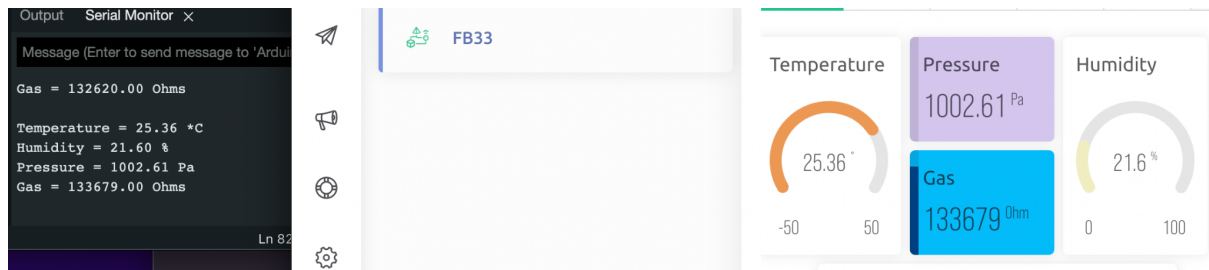 Output Serial Monitor ×
Message (Enter to send message to 'Ardui
Gas = 132620.00 Ohms
Temperature = 25.36 *C
Humidity = 21.60 %
Pressure = 1002.61 Pa
Gas = 133679.00 Ohms
Ln 82
FB33
Temperature
25.36 °
-50 50
Pressure
1002.61 Pa
Gas
133679 Ohm
Humidity
21.6 %
0 100